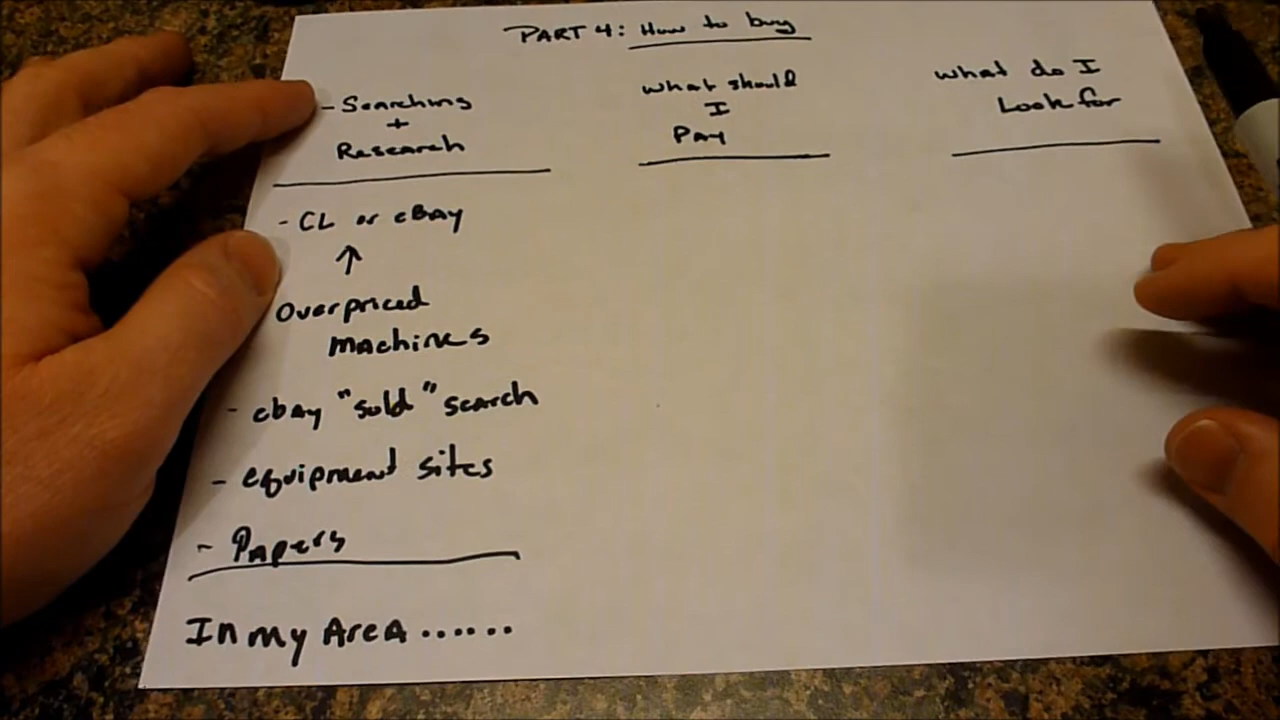 PART 4: How to buy
- Searching
+
Research
- CL or eBay
↑
Overpriced
Machines
- ebay "sold" search
- equipment sites
- Papers
In my Area......
What should
I
Pay
What do I
Look for